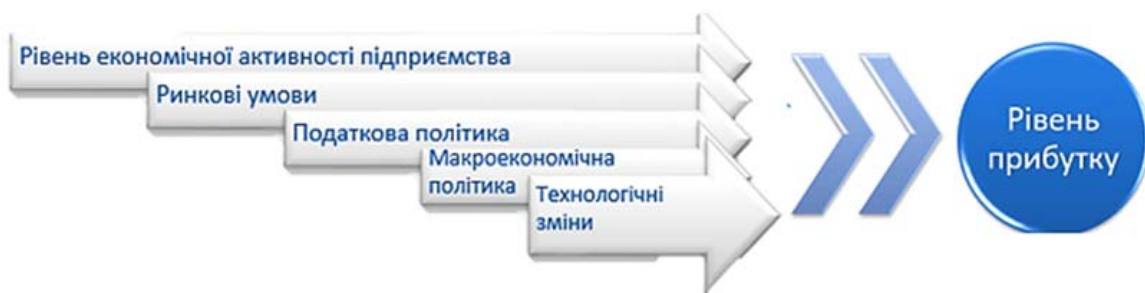 Рівень економічної активності підприємства
Ринкові умови
Податкова політика
Макроекономічна
політика
Технологічні
зміни
Рівень
прибутку